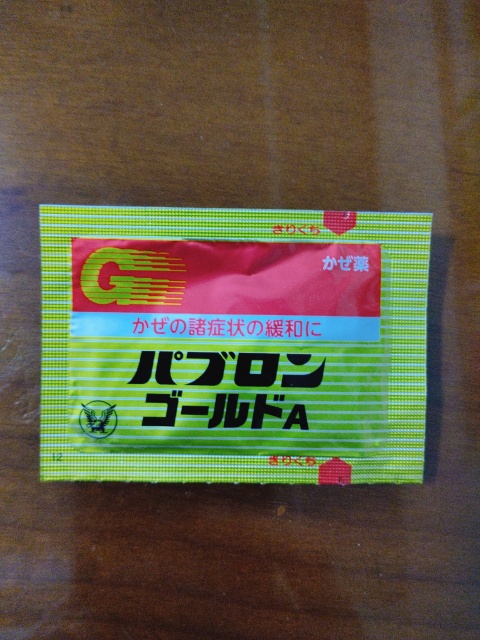 きりくち
G
かぜ薬
かぜの諸症状の緩和に
パブロン
ゴールドA
12
きりくち